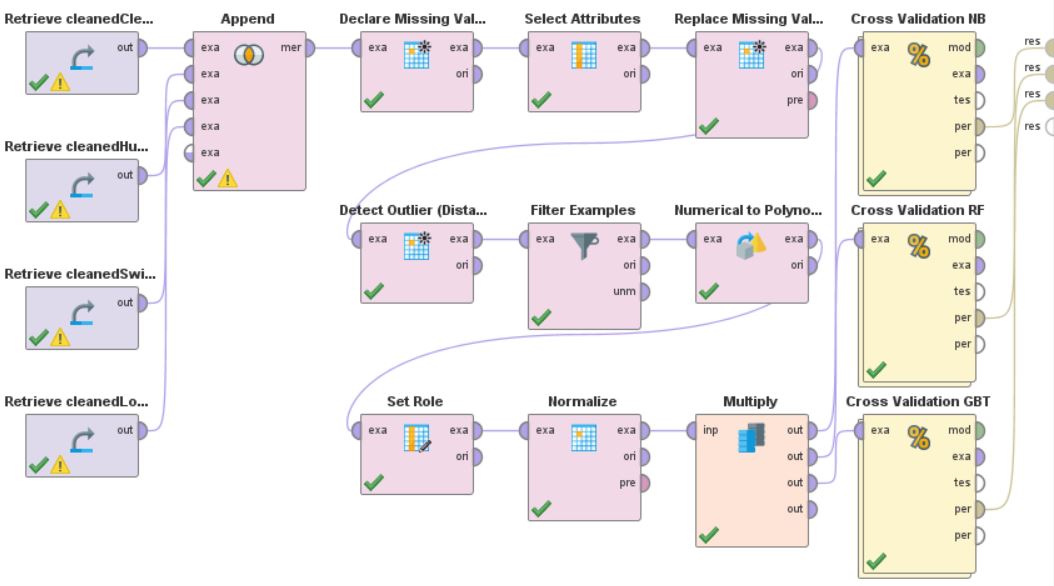 Retrieve cleanedCle...
out
Append
exa
mer
exa
exa
exa
exa
Declare Missing Val...
exa
exa
ori
Select Attributes
exa
exa
ori
Replace Missing Val...
exa
exa
ori
pre
Cross Validation NB
exa
mod
exa
tes
per
per
res
res
res
res
Retrieve cleanedHu...
out
Detect Outlier (Dista...
exa
exa
ori
Filter Examples
exa
exa
ori
unm
Numerical to Polyno...
exa
exa
ori
Cross Validation RF
exa
mod
exa
tes
per
per
Retrieve cleanedSwi...
out
Retrieve cleanedLo...
out
Set Role
exa
exa
ori
Normalize
exa
exa
ori
pre
Multiply
inp
out
out
out
out
Cross Validation GBT
exa
mod
exa
tes
per
per